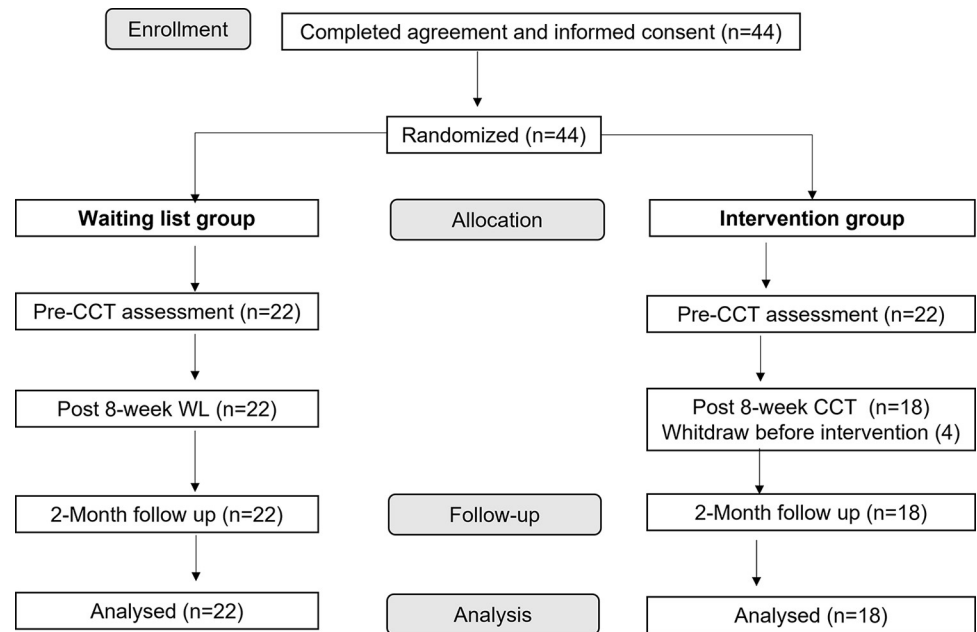 Enrollment
Completed agreement and informed consent (n=44)
Randomized (n=44)
Waiting list group
Allocation
Intervention group
Pre-CCT assessment (n=22)
Pre-CCT assessment (n=22)
Post 8-week WL (n=22)
Post 8-week CCT (n=18)
Whitdraw before intervention (4)
2-Month follow up (n=22)
Follow-up
2-Month follow up (n=18)
Analysed (n=22)
Analysis
Analysed (n=18)